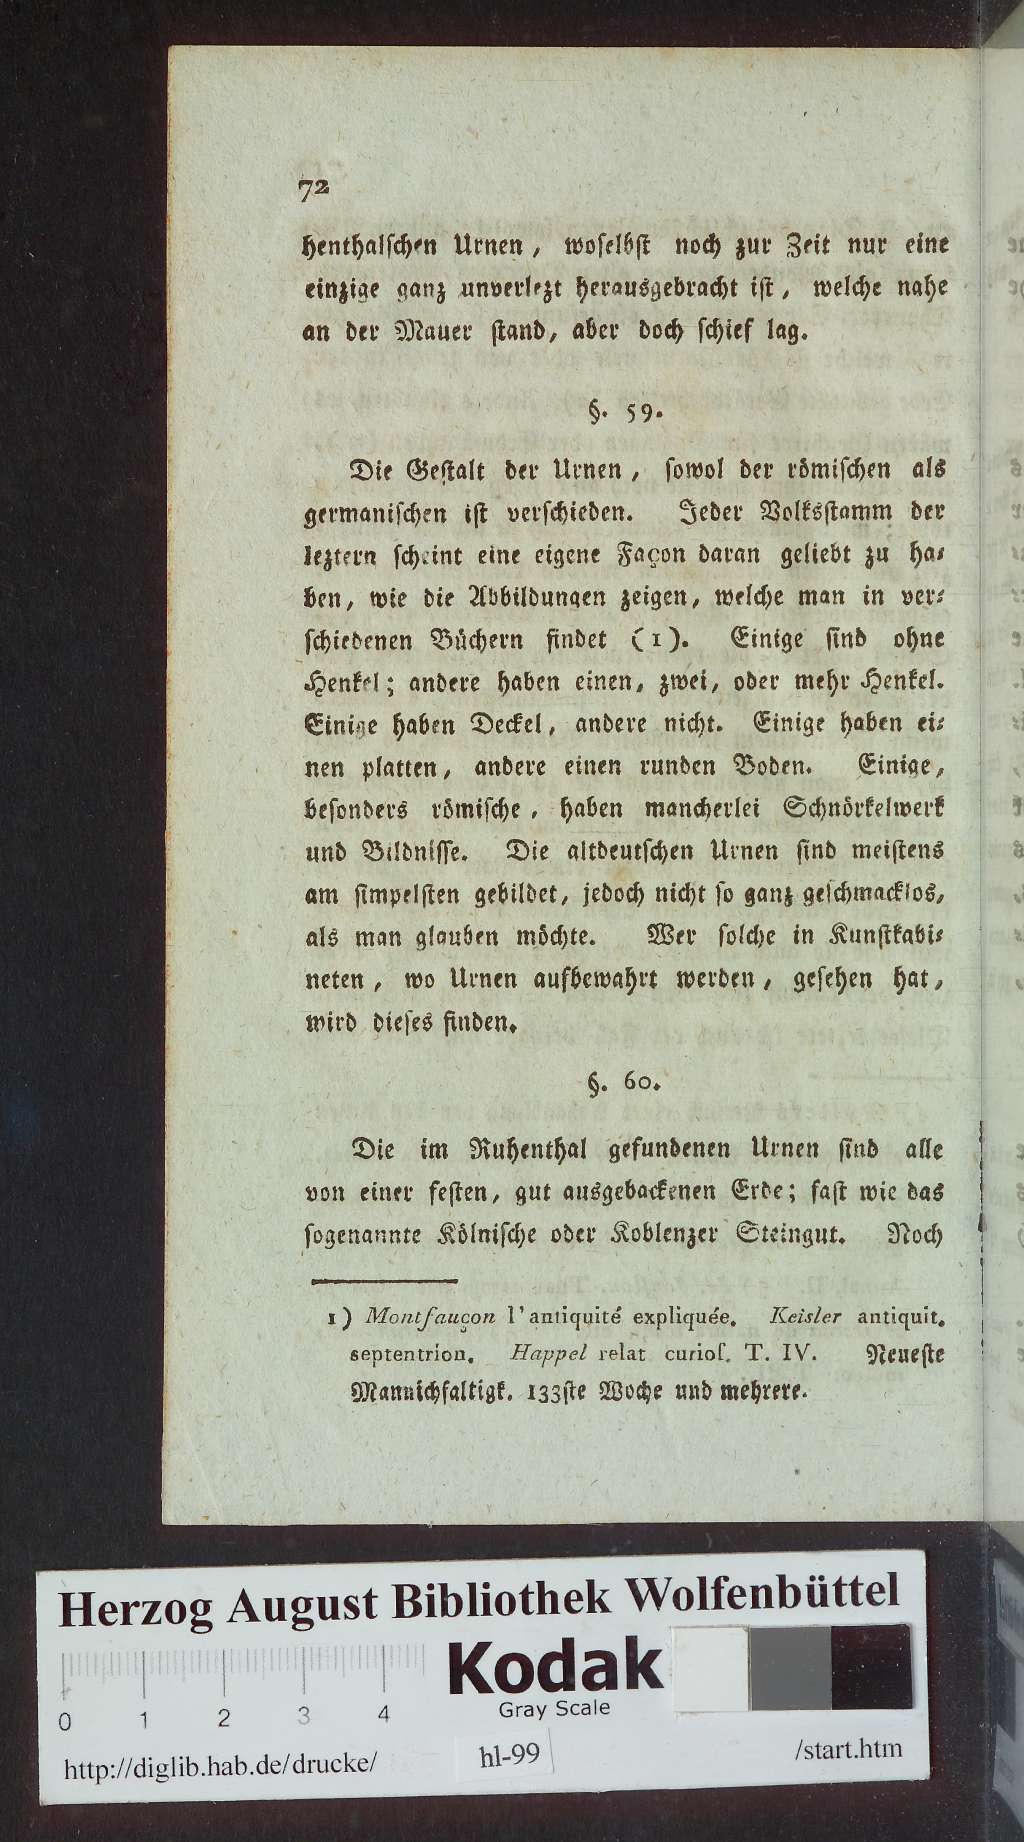 72
henthalſchen Urnen, woſelbſt noch zur Zeit nur eine
einzige ganz unverlezt herausgebracht iſt, welche nahe
an der Mauer ſtand, aber doch ſchief lag.
§. 59.
Die Geſtalt der Urnen, ſowol der römiſchen als
germaniſchen iſt verſchieden. Jeder Volksſtamm der
leztern ſcheint eine eigene Façon daran geliebt zu ha⸗
ben, wie die Abbildungen zeigen, welche man in ver⸗
ſchiedenen Büchern findet (1). Einige ſind ohne
Henkel; andere haben einen, zwei, oder mehr Henkel.
Einige haben Deckel, andere nicht. Einige haben ei⸗
nen platten, andere einen runden Boden. Einige,
beſonders römiſche, haben mancherlei Schnörkelwerk
und Bildniſſe. Die altdeutſchen Urnen ſind meiſtens
am ſimpelſten gebildet, jedoch nicht ſo ganz geſchmacklos,
als man glauben möchte. Wer ſolche in Kunſtkabi⸗
neten, wo Urnen aufbewahrt werden, geſehen hat,
wird dieſes finden.
§. 60.
Die im Ruhenthal gefundenen Urnen ſind alle
von einer feſten, gut ausgebackenen Erde; faſt wie das
ſogenannte Kölniſche oder Koblenzer Steingut. Noch
1) Montfauçon l'antiquité expliquée. Keisler antiquit.
septentrion. Happel relat curioſ. T. IV. Neueſte
Mannichfaltigk. 133ſte Woche und mehrere.
Herzog August Bibliothek Wolfenbüttel
Kodak
Gray Scale
0 1 2 3 4
http://diglib.hab.de/drucke/ hl-99 /start.htm